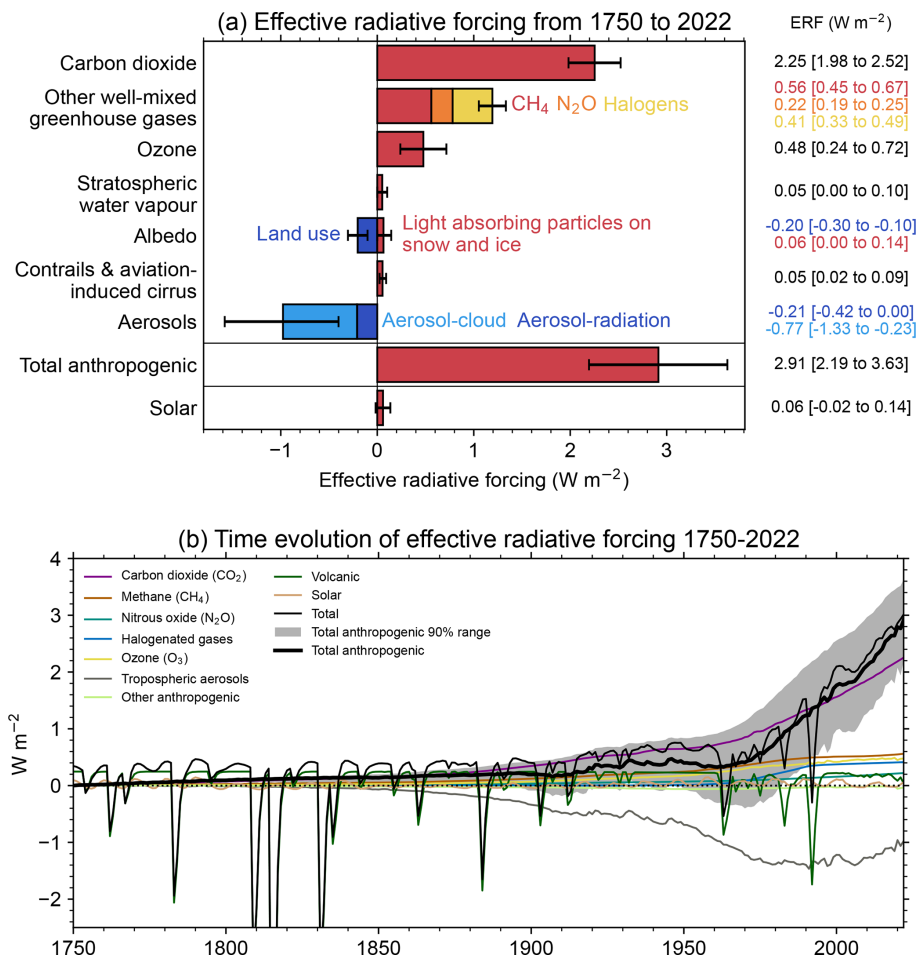 (a) Effective radiative forcing from 1750 to 2022
ERF (W m−2)
Carbon dioxide
2.25 [1.98 to 2.52]
Other well-mixed
greenhouse gases
CH4 N2O Halogens
0.56 [0.45 to 0.67]
0.22 [0.19 to 0.25]
0.41 [0.33 to 0.49]
Ozone
0.48 [0.24 to 0.72]
Stratospheric
water vapour
0.05 [0.00 to 0.10]
Albedo
Land use
Light absorbing particles on
snow and ice
-0.20 [-0.30 to -0.10]
0.06 [0.00 to 0.14]
Contrails & aviation-
induced cirrus
0.05 [0.02 to 0.09]
Aerosols
Aerosol-cloud Aerosol-radiation
-0.21 [-0.42 to 0.00]
-0.77 [-1.33 to -0.23]
Total anthropogenic
2.91 [2.19 to 3.63]
Solar
0.06 [-0.02 to 0.14]
−1 0 1 2 3
Effective radiative forcing (W m−2)
(b) Time evolution of effective radiative forcing 1750-2022
4
3
2
1
0
−1
−2
W m−2
Carbon dioxide (CO2)
Methane (CH4)
Nitrous oxide (N2O)
Halogenated gases
Ozone (O3)
Tropospheric aerosols
Other anthropogenic
Volcanic
Solar
Total
Total anthropogenic 90% range
Total anthropogenic
1750 1800 1850 1900 1950 2000